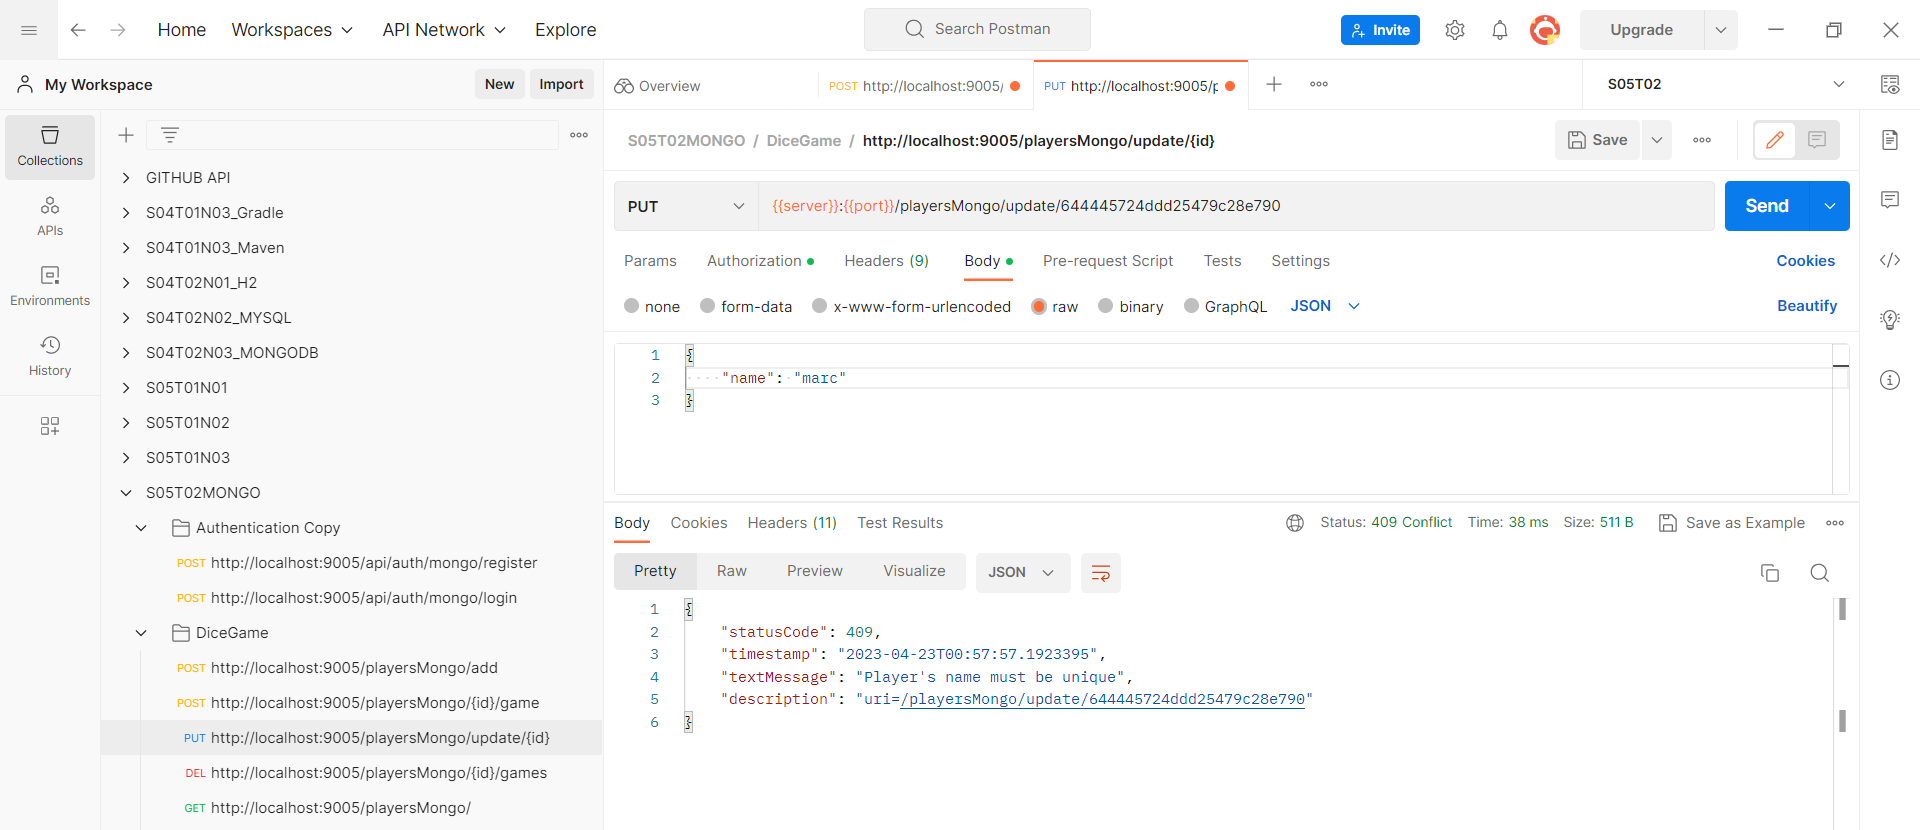 Home Workspaces API Network Explore Search Postman Invite Upgrade
My Workspace New Import
Overview POST http://localhost:9005/ PUT http://localhost:9005/p S05T02
Collections
APIs
Environments
History
GITHUB API
S04T01N03_Gradle
S04T01N03_Maven
S04T02N01_H2
S04T02N02_MYSQL
S04T02N03_MONGODB
S05T01N01
S05T01N02
S05T01N03
S05T02MONGO
Authentication Copy
POST http://localhost:9005/api/auth/mongo/register
POST http://localhost:9005/api/auth/mongo/login
DiceGame
POST http://localhost:9005/playersMongo/add
POST http://localhost:9005/playersMongo/{id}/game
PUT http://localhost:9005/playersMongo/update/{id}
DEL http://localhost:9005/playersMongo/{id}/games
GET http://localhost:9005/playersMongo/
S05T02MONGO / DiceGame / http://localhost:9005/playersMongo/update/{id} Save
PUT {{server}}:{{port}}/playersMongo/update/644445724ddd25479c28e790 Send
Params Authorization Headers (9) Body Pre-request Script Tests Settings Cookies
none form-data x-www-form-urlencoded raw binary GraphQL JSON Beautify
1 {
2 "name": "marc"
3 }
Body Cookies Headers (11) Test Results Status: 409 Conflict Time: 38 ms Size: 511 B Save as Example
Pretty Raw Preview Visualize JSON
1 {
2 "statusCode": 409,
3 "timestamp": "2023-04-23T00:57:57.1923395",
4 "textMessage": "Player's name must be unique",
5 "description": "uri=/playersMongo/update/644445724ddd25479c28e790"
6 }